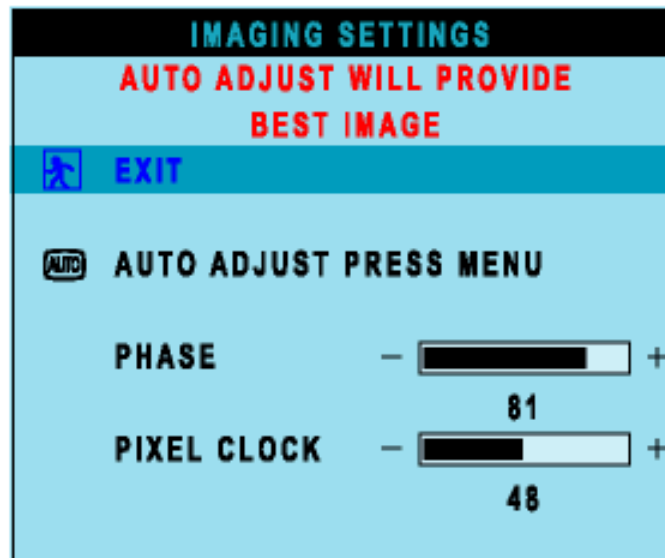 IMAGING SETTINGS
AUTO ADJUST WILL PROVIDE
BEST IMAGE
EXIT
AUTO AUTO ADJUST PRESS MENU
PHASE - +
81
PIXEL CLOCK - +
48